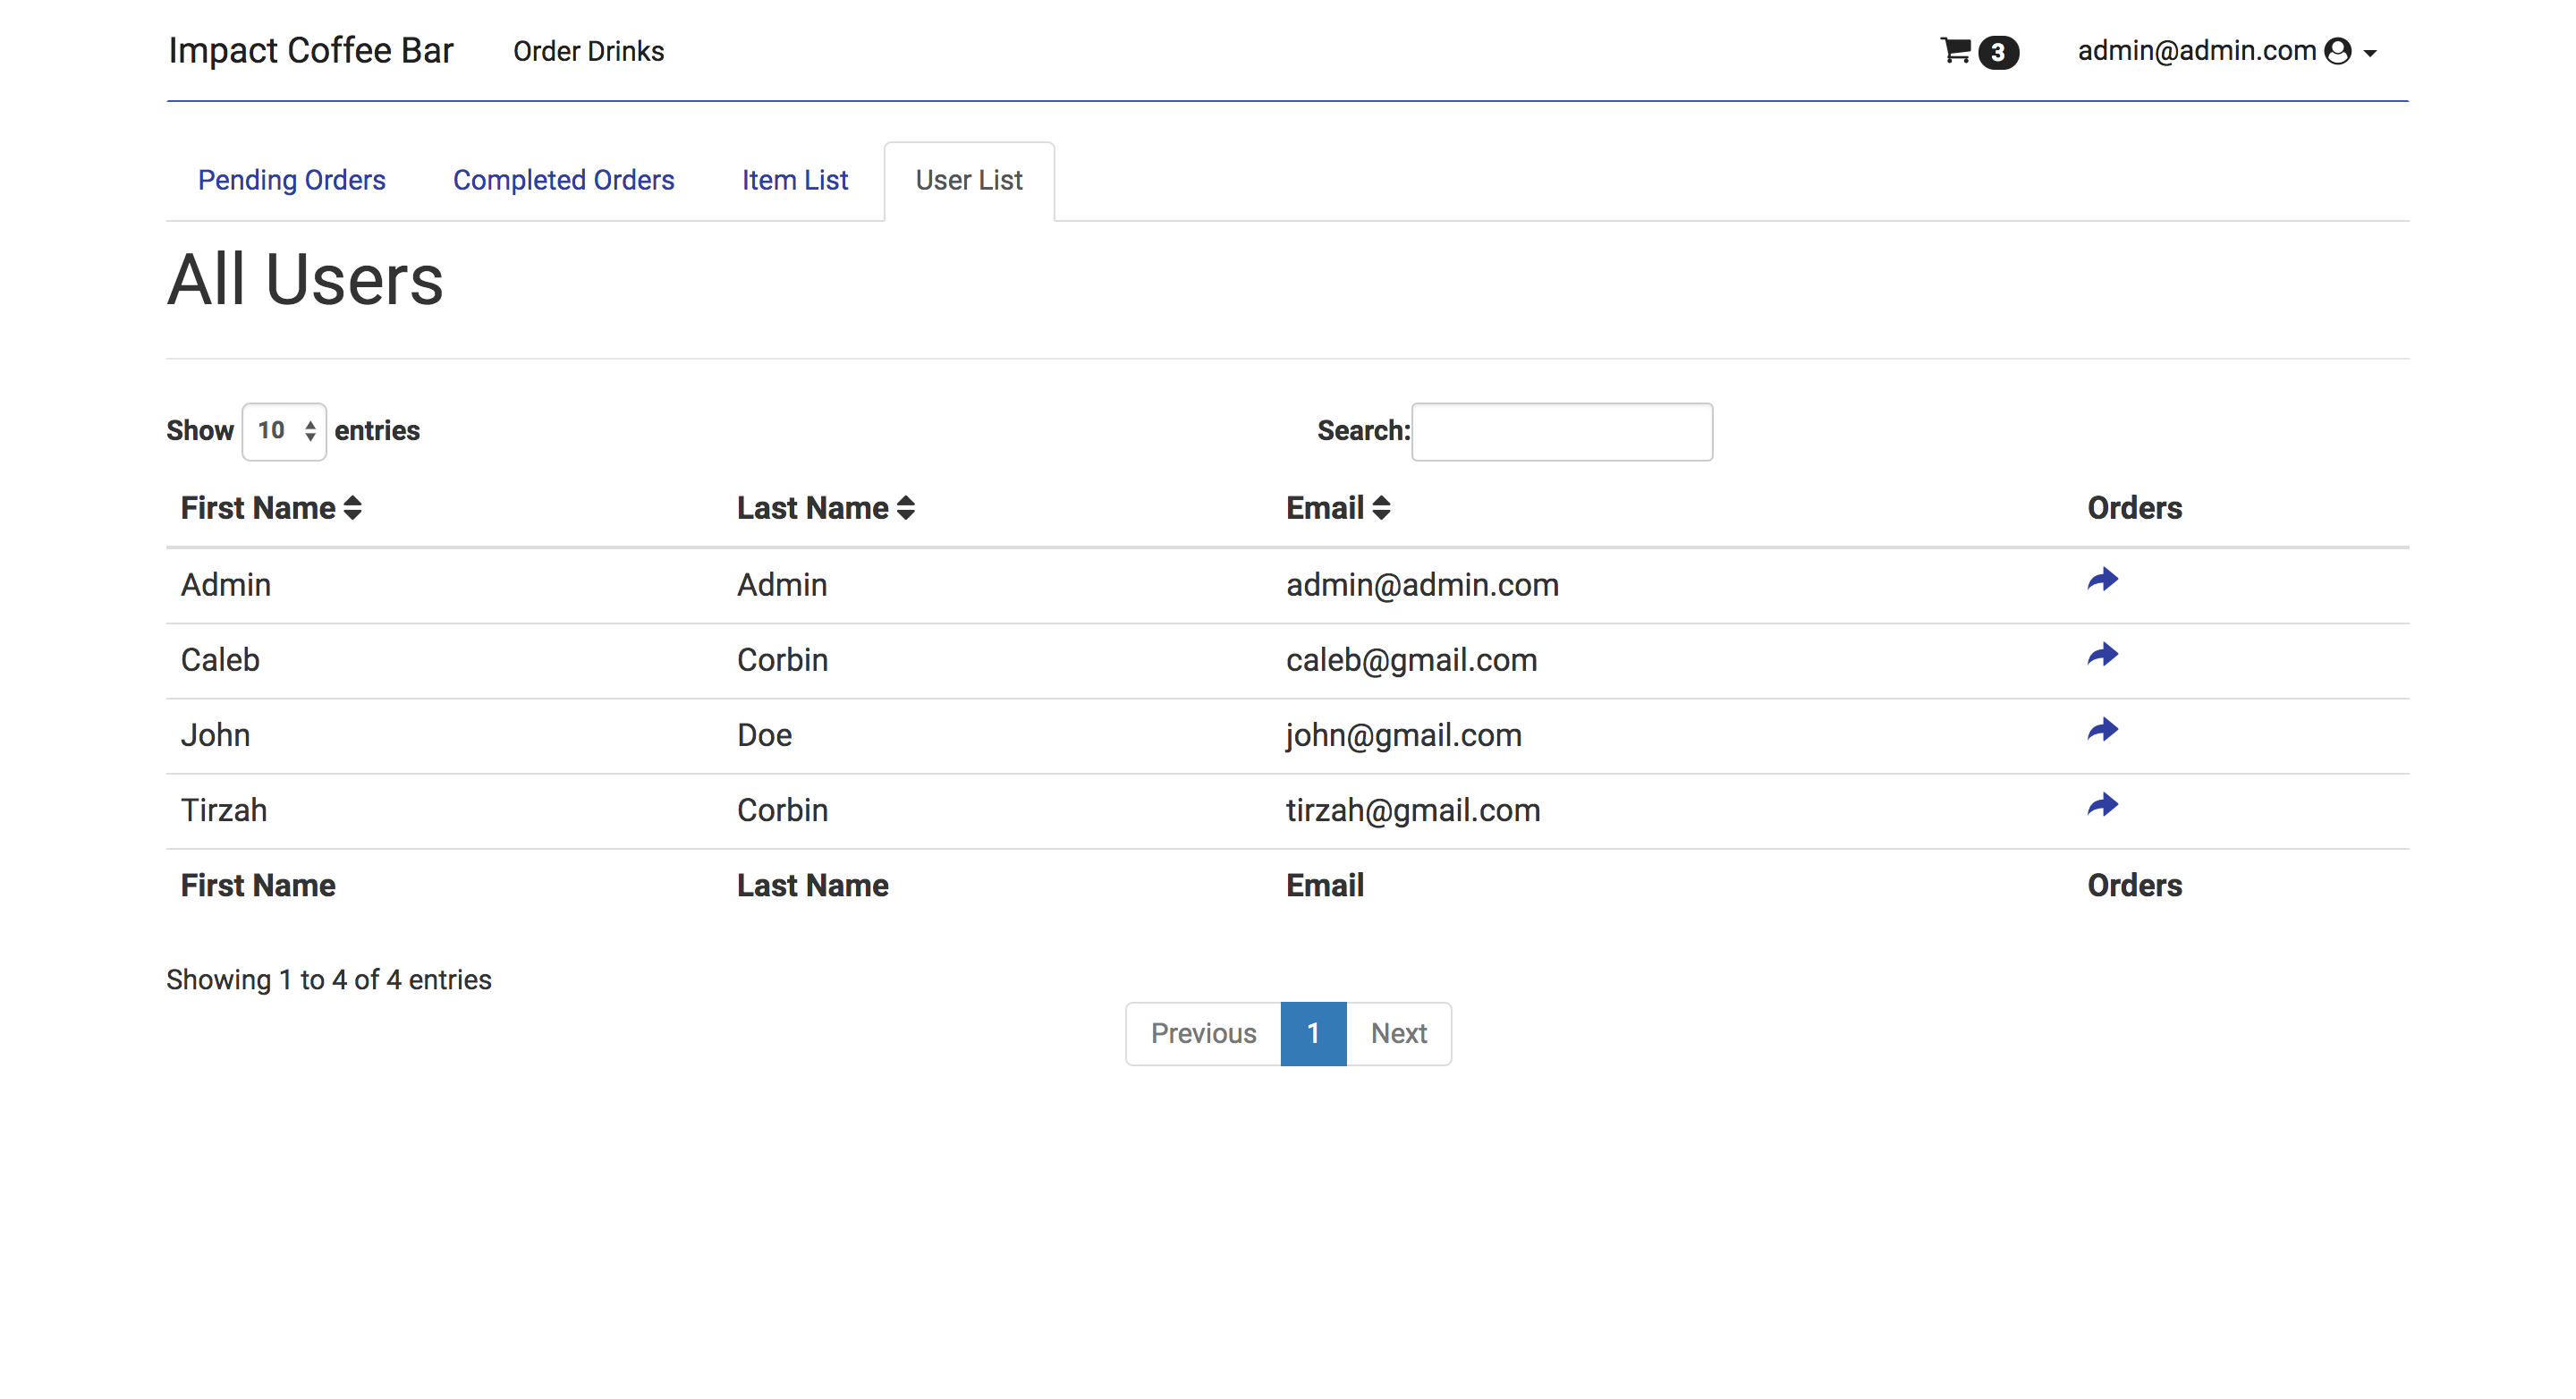 Impact Coffee Bar Order Drinks 3 admin@admin.com
Pending Orders Completed Orders Item List User List
All Users
Show 10 entries Search:
First Name Last Name Email Orders
Admin Admin admin@admin.com
Caleb Corbin caleb@gmail.com
John Doe john@gmail.com
Tirzah Corbin tirzah@gmail.com
First Name Last Name Email Orders
Showing 1 to 4 of 4 entries
Previous 1 Next